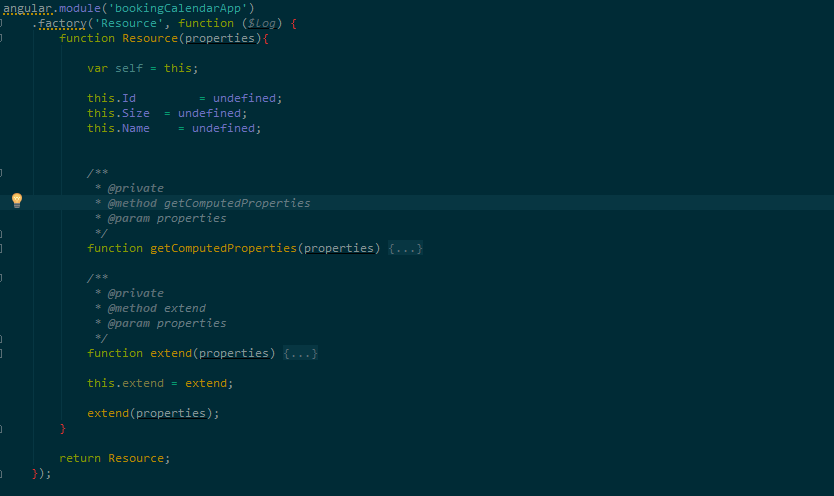 angular.module('bookingCalendarApp')
    .factory('Resource', function ($Log) {
        function Resource(properties){
            var self = this;
            this.Id         = undefined;
            this.Size  = undefined;
            this.Name    = undefined;
            /**
             * @private
             * @method getComputedProperties
             * @param properties
             */
            function getComputedProperties(properties) {...}
            /**
             * @private
             * @method extend
             * @param properties
             */
            function extend(properties) {...}
            this.extend = extend;
            extend(properties);
        }
        return Resource;
    });